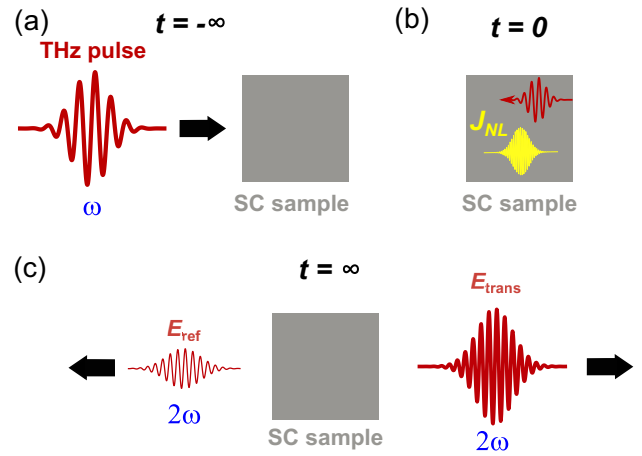 (a)
t = -∞
THz pulse
ω
SC sample
(b)
t = 0
J_NL
SC sample
(c)
t = ∞
E_ref
2ω
SC sample
E_trans
2ω